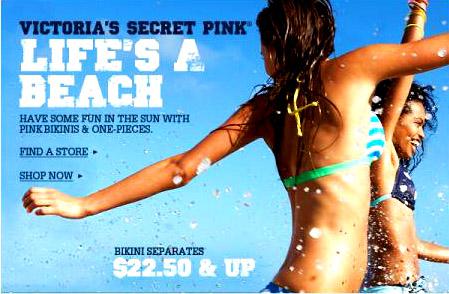 VICTORIA'S SECRET PINK®
LIFE'S A
BEACH
HAVE SOME FUN IN THE SUN WITH
PINK BIKINIS & ONE-PIECES.
FIND A STORE ▸
SHOP NOW ▸
BIKINI SEPARATES
$22.50 & UP